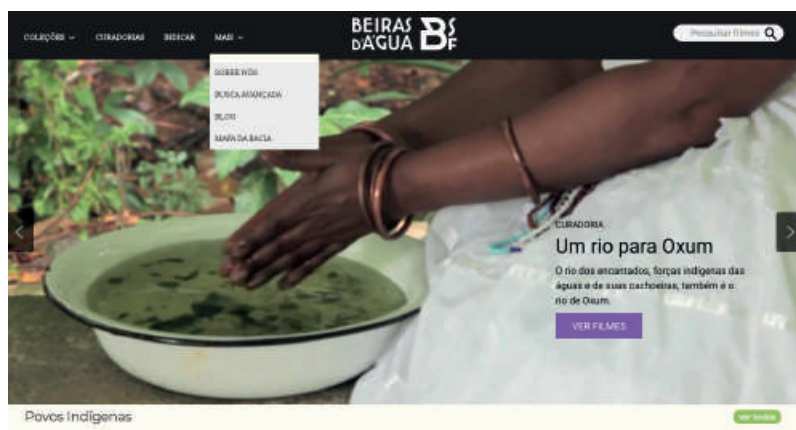 COLEÇÕES
CURADORIAS
INDICAR
MAIS
BEIRAS
D'ÁGUA
BSF
Pesquisar filmes
SOBRE NÓS
BUSCA AVANÇADA
BLOG
MAPA DA BACIA
CURADORIA
Um rio para Oxum
O rio dos encantados, forças indígenas das
águas e de suas cachoeiras, também é o
rio de Oxum.
VER FILMES
Povos Indígenas
ver todos